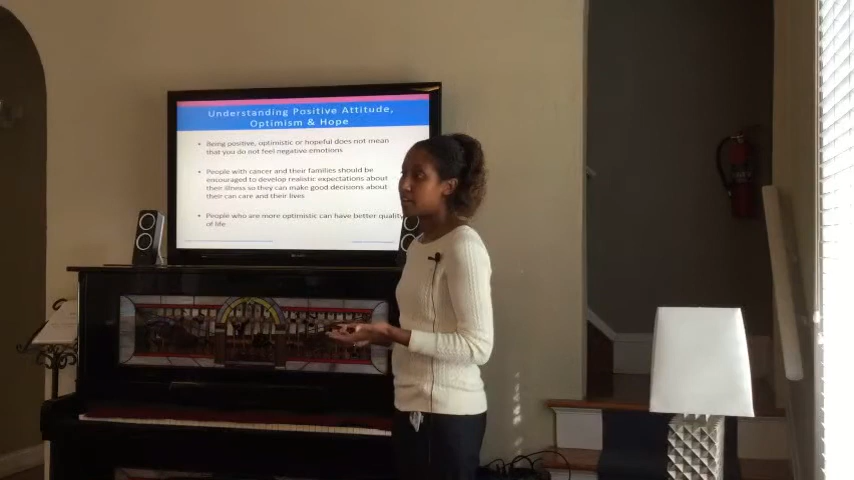 Understanding Positive Attitude,
Optimism & Hope
• Being positive, optimistic or hopeful does not mean
that you do not feel negative emotions
• People with cancer and their families should be
encouraged to develop realistic expectations about
their illness so they can make good decisions about
their can care and their lives
• People who are more optimistic can have better quality
of life